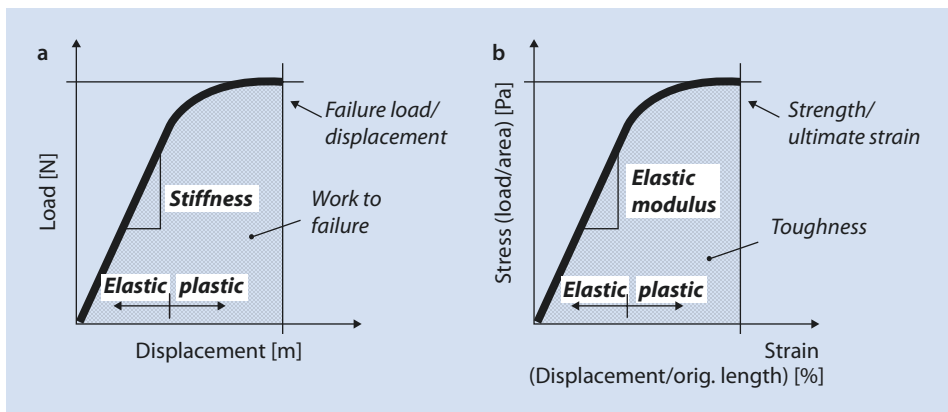 a
Load [N]
Failure load/
displacement
Stiffness
Work to
failure
Elastic plastic
Displacement [m]
b
Stress (load/area) [Pa]
Strength/
ultimate strain
Elastic
modulus
Toughness
Elastic plastic
Strain
(Displacement/orig. length) [%]